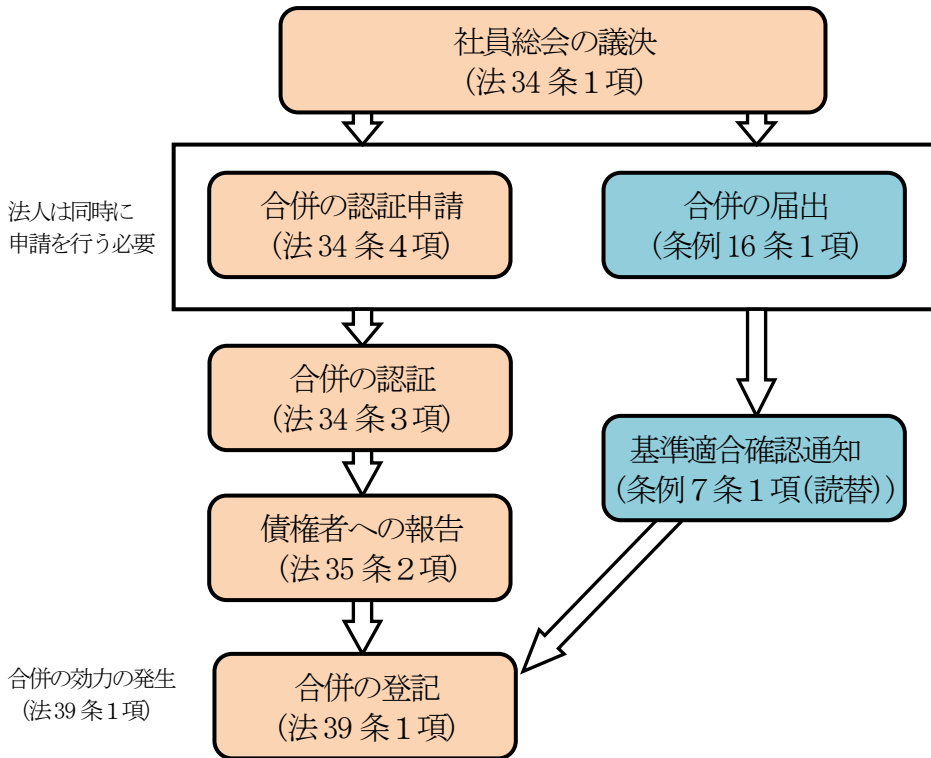 社員総会の議決
(法34条１項)
法人は同時に
申請を行う必要
合併の認証申請
(法34条４項)
合併の届出
(条例16条１項)
合併の認証
(法34条３項)
基準適合確認通知
(条例７条１項(読替))
債権者への報告
(法35条２項)
合併の効力の発生
(法39条１項)
合併の登記
(法39条１項)